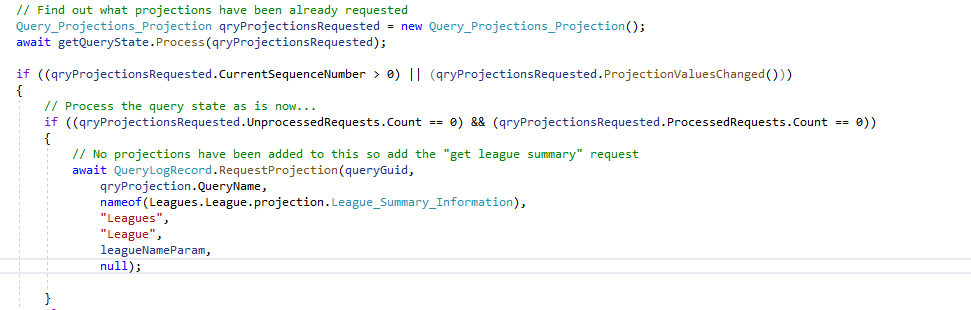 // Find out what projections have been already requested
Query_Projections_Projection qryProjectionsRequested = new Query_Projections_Projection();
await getQueryState.Process(qryProjectionsRequested);
if ((qryProjectionsRequested.CurrentSequenceNumber > 0) || (qryProjectionsRequested.ProjectionValuesChanged()))
{
// Process the query state as is now...
if ((qryProjectionsRequested.UnprocessedRequests.Count == 0) && (qryProjectionsRequested.ProcessedRequests.Count == 0))
{
// No projections have been added to this so add the "get league summary" request
await QueryLogRecord.RequestProjection(queryGuid,
qryProjection.QueryName,
nameof(Leagues.League.projection.League_Summary_Information),
"Leagues",
"League",
leagueNameParam,
null);
}